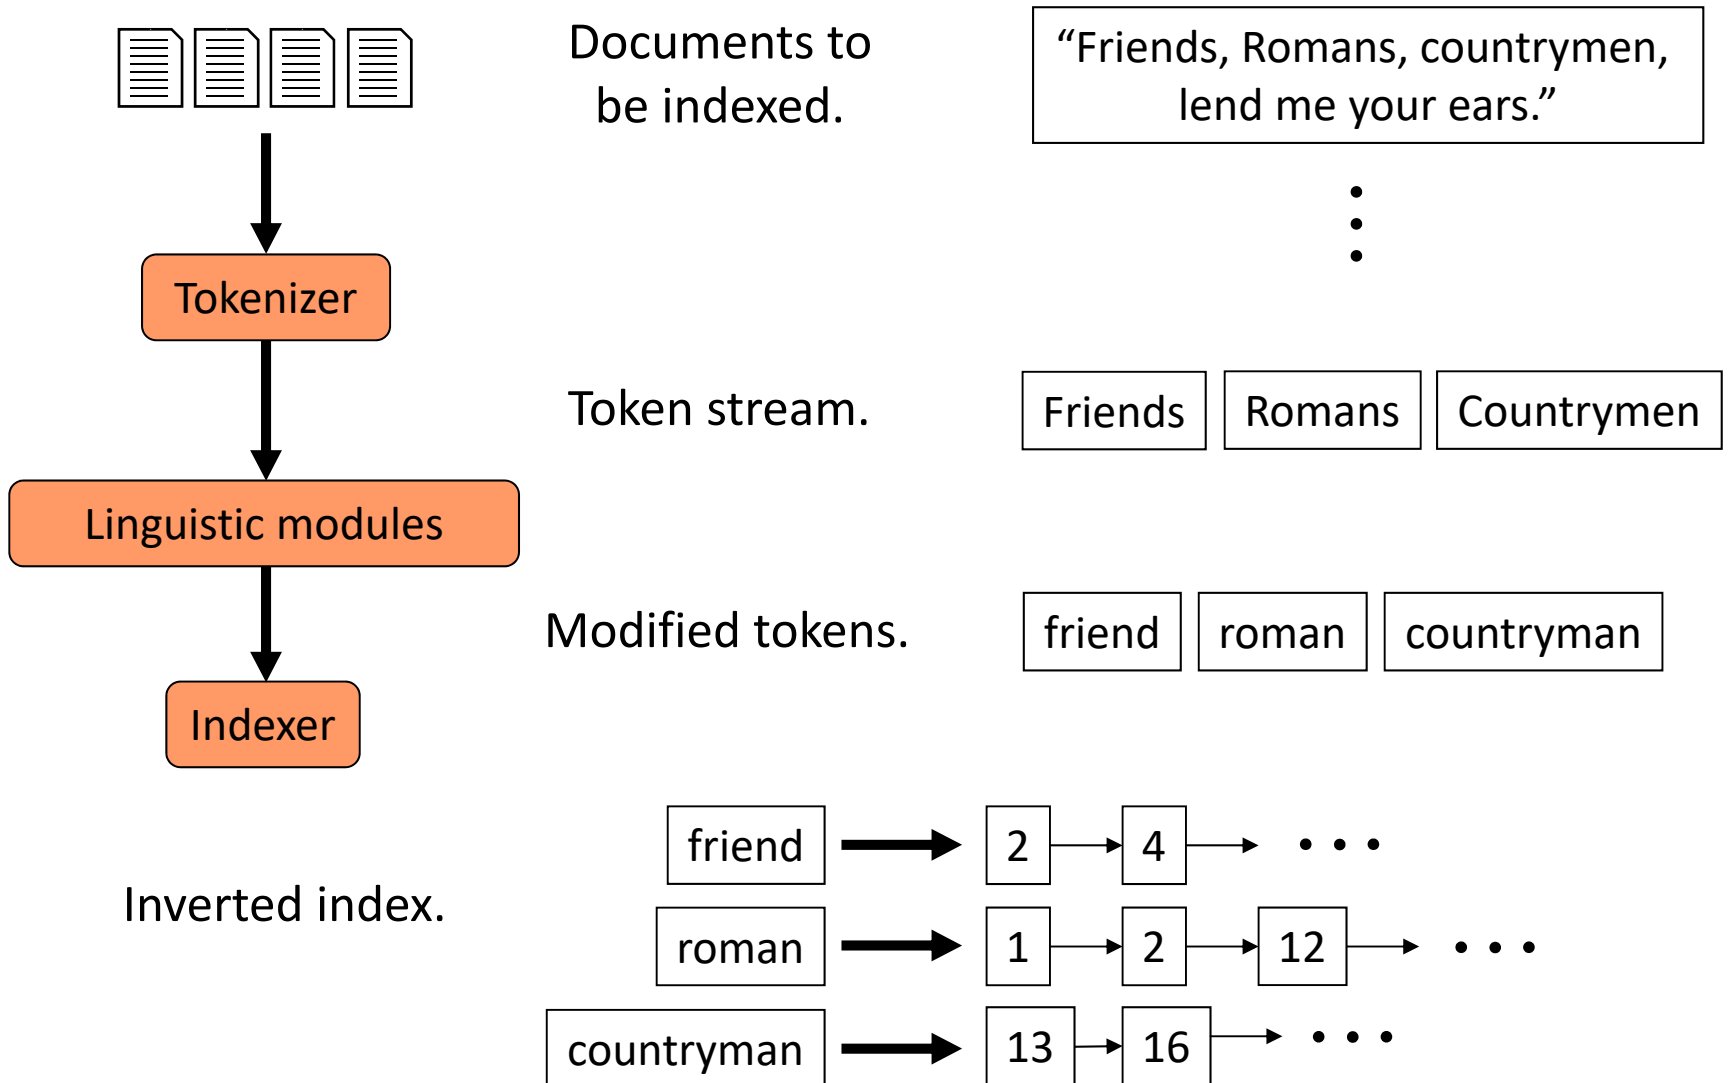 Documents to
be indexed.
“Friends, Romans, countrymen,
lend me your ears.”
Tokenizer
Token stream.
Friends Romans Countrymen
Linguistic modules
Modified tokens.
friend roman countryman
Indexer
Inverted index.
friend 2 4 • • •
roman 1 2 12 • • •
countryman 13 16 • • •